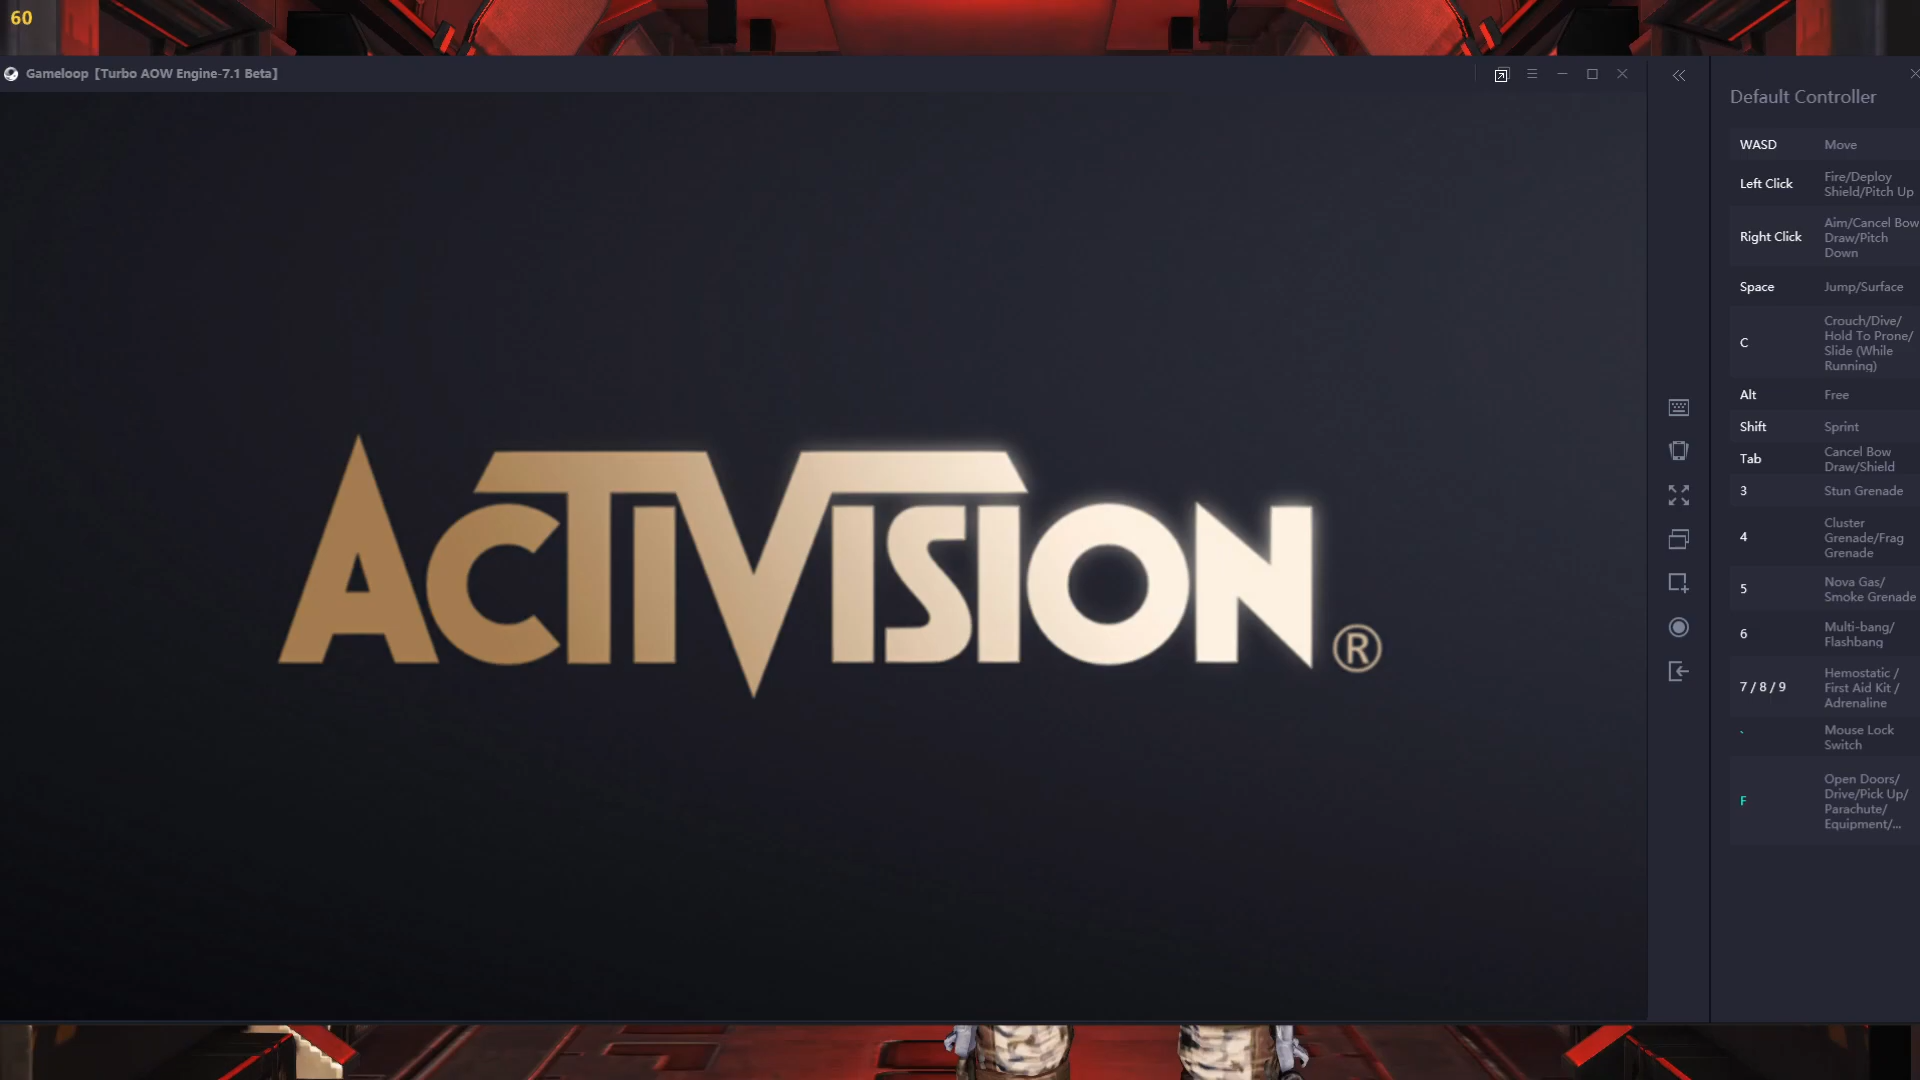 60
Gameloop [Turbo AOW Engine-7.1 Beta]
Default Controller
WASD Move
Left Click Fire/Deploy
Shield/Pitch Up
Right Click Aim/Cancel Bow
Draw/Pitch
Down
Space Jump/Surface
C Crouch/Dive/
Hold To Prone/
Slide (While
Running)
Alt Free
Shift Sprint
Tab Cancel Bow
Draw/Shield
3 Stun Grenade
4 Cluster
Grenade/Frag
Grenade
5 Nova Gas/
Smoke Grenade
6 Multi-bang/
Flashbang
7 / 8 / 9 Hemostatic /
First Aid Kit /
Adrenaline
` Mouse Lock
Switch
F Open Doors/
Drive/Pick Up/
Parachute/
Equipment/...
ACTIVISION®